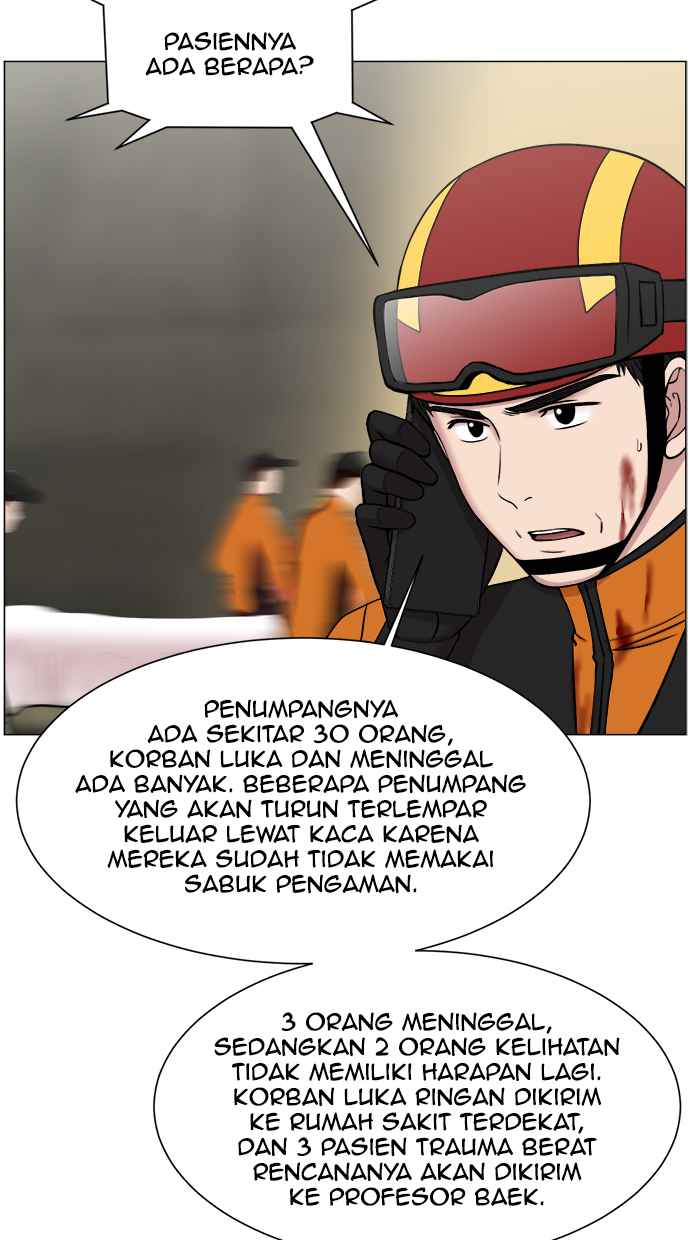 PASIENNYA
ADA BERAPA?
PENUMPANGNYA
ADA SEKITAR 30 ORANG,
KORBAN LUKA DAN MENINGGAL
ADA BANYAK. BEBERAPA PENUMPANG
YANG AKAN TURUN TERLEMPAR
KELUAR LEWAT KACA KARENA
MEREKA SUDAH TIDAK MEMAKAI
SABUK PENGAMAN.
3 ORANG MENINGGAL,
SEDANGKAN 2 ORANG KELIHATAN
TIDAK MEMILIKI HARAPAN LAGI.
KORBAN LUKA RINGAN DIKIRIM
KE RUMAH SAKIT TERDEKAT,
DAN 3 PASIEN TRAUMA BERAT
RENCANANYA AKAN DIKIRIM
KE PROFESOR BAEK.